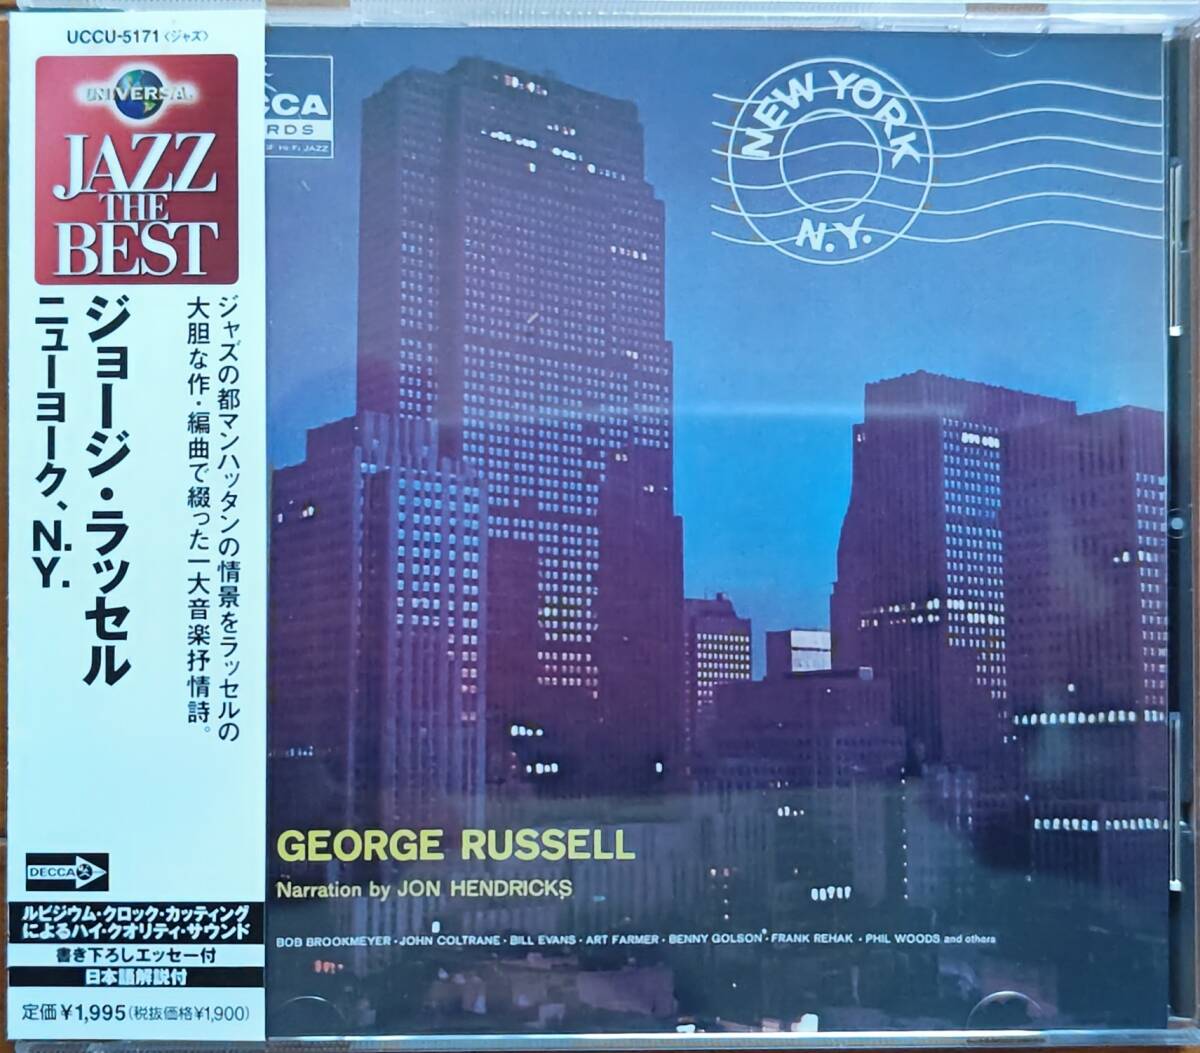 UCCU-5171〈ジャズ〉
UNIVERSAL
JAZZ
THE
BEST
ジャズの都マンハッタンの情景をラッセルの
大胆な作・編曲で綴った一大音楽抒情詩。
ジョージ・ラッセル
ニューヨーク、N.Y.
DECCA
ルビジウム・クロック・カッティング
によるハイ・クオリティ・サウンド
書き下ろしエッセー付
日本語解説付
定価¥1,995(税抜価格¥1,900)
CCA
RDS
OF HI FI JAZZ
NEW YORK
N.Y.
GEORGE RUSSELL
Narration by JON HENDRICKS
BOB BROOKMEYER · JOHN COLTRANE · BILL EVANS · ART FARMER · BENNY GOLSON · FRANK REHAK · PHIL WOODS and others